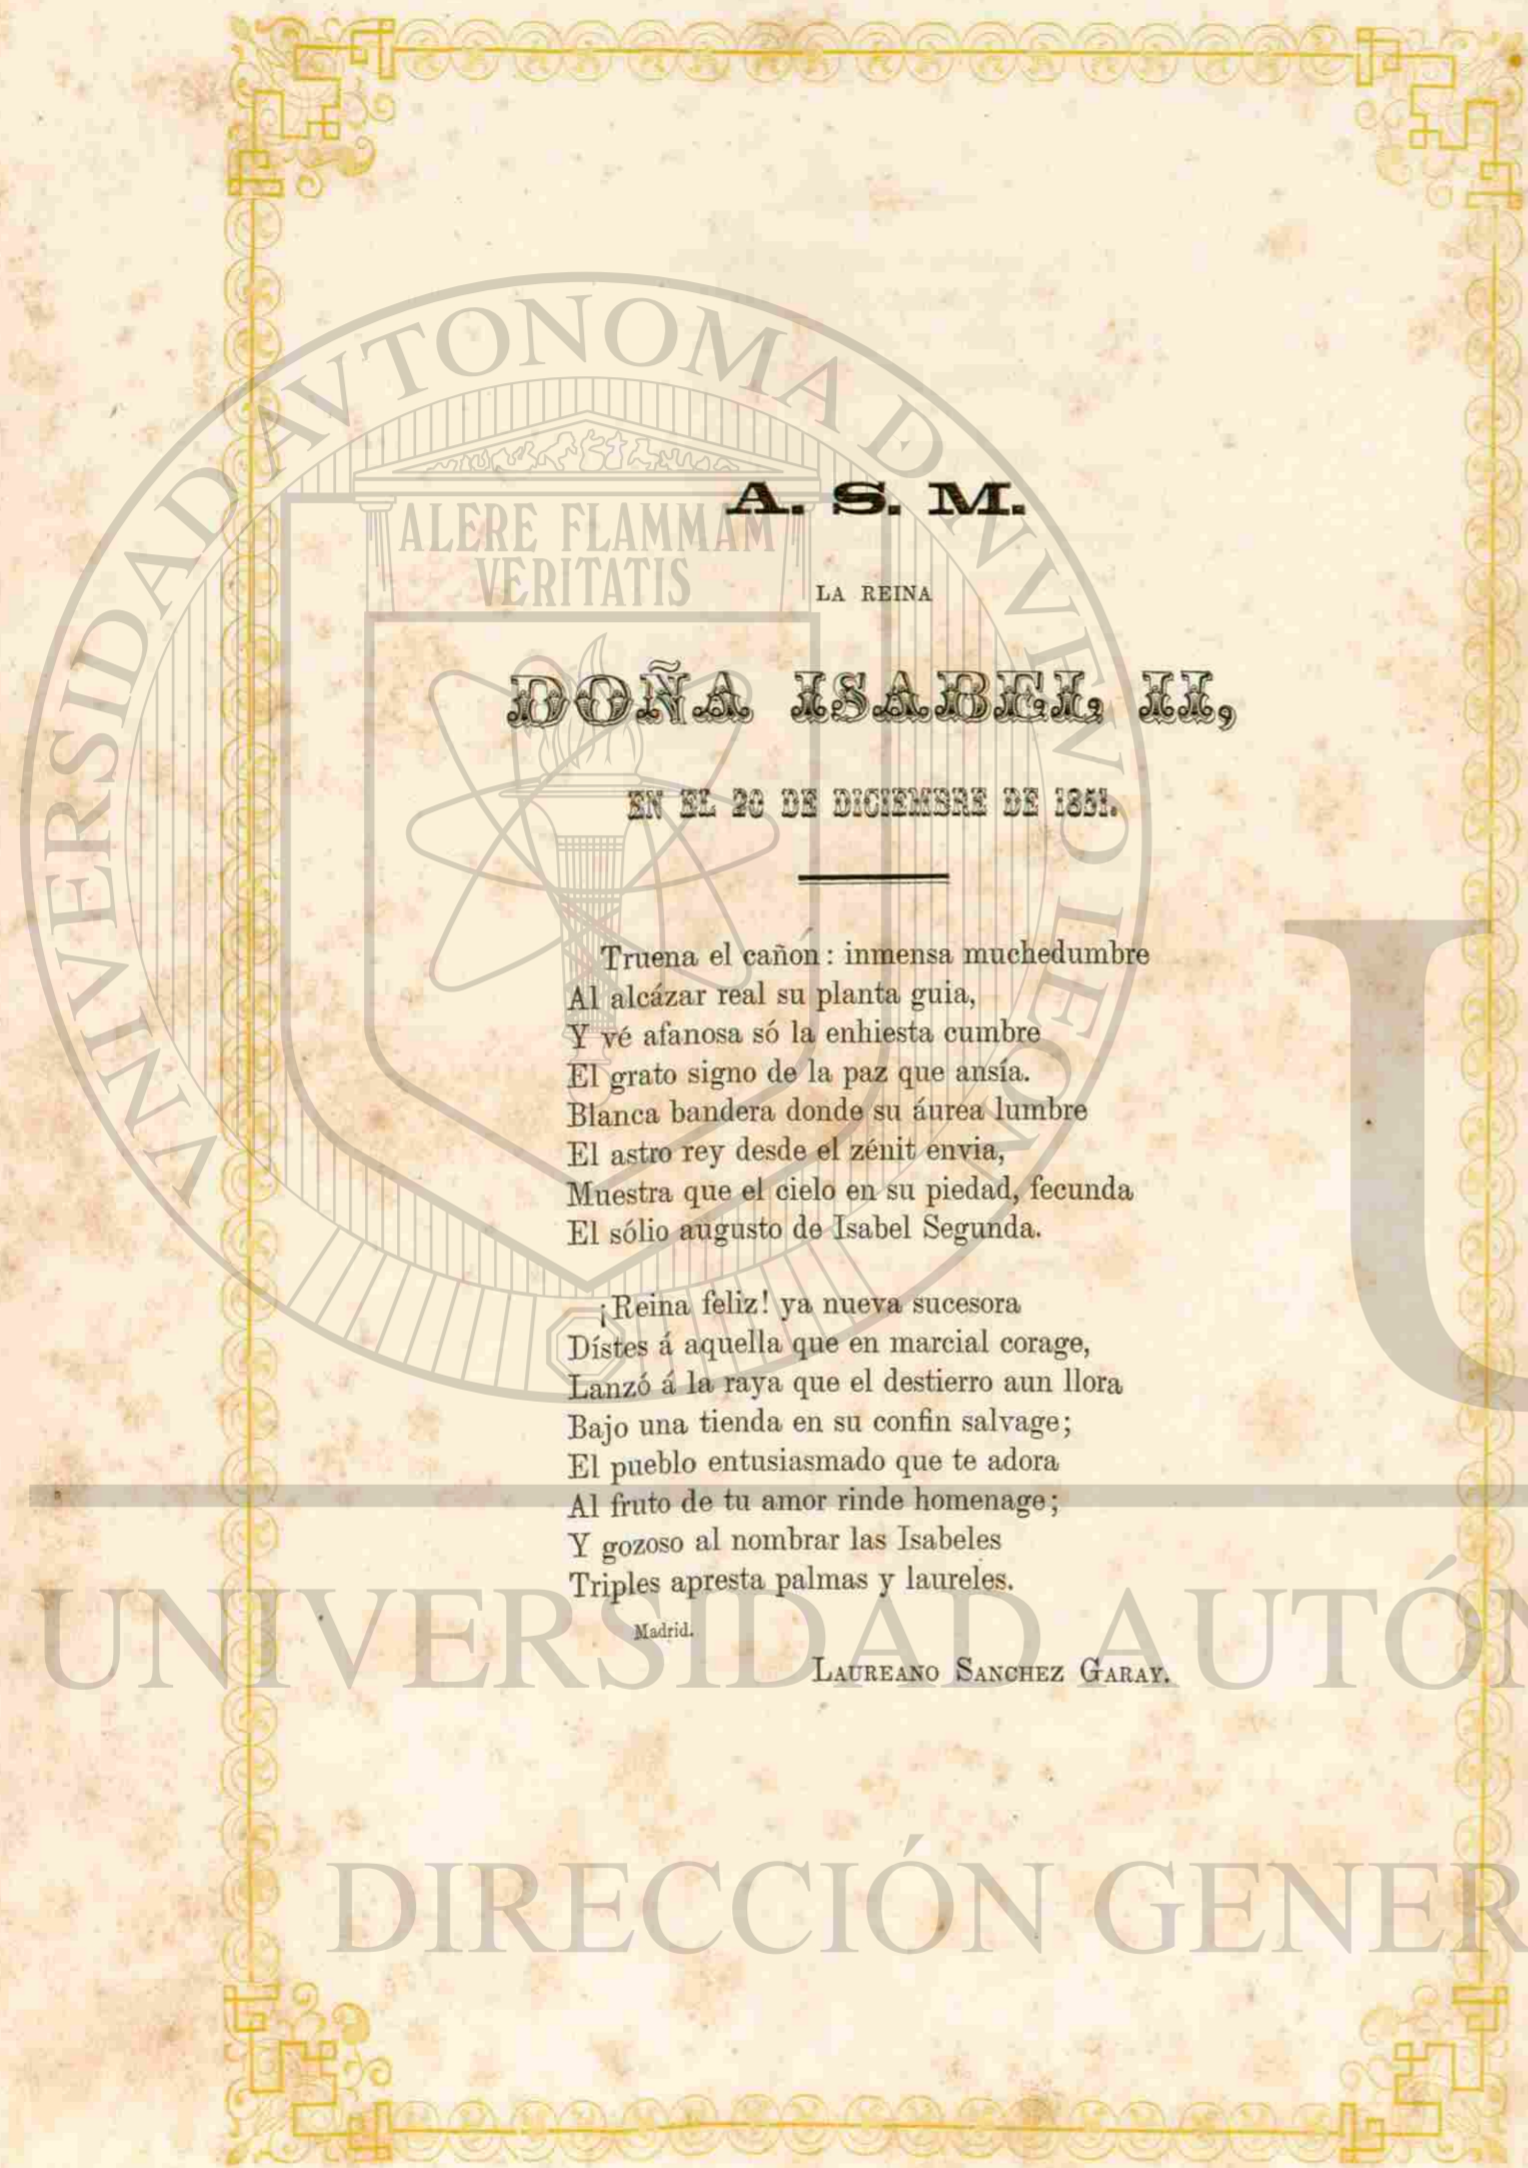 A. S. M.
LA REINA
DOÑA ISABEL II,
EN EL 20 DE DICIEMBRE DE 1851.
Truena el cañon: inmensa muchedumbre
Al alcázar real su planta guia,
Y vé afanosa só la enhiesta cumbre
El grato signo de la paz que ansía.
Blanca bandera donde su áurea lumbre
El astro rey desde el zénit envia,
Muestra que el cielo en su piedad, fecunda
El sólio augusto de Isabel Segunda.
¡Reina feliz! ya nueva sucesora
Dístes á aquella que en marcial corage,
Lanzó á la raya que el destierro aun llora
Bajo una tienda en su confin salvage;
El pueblo entusiasmado que te adora
Al fruto de tu amor rinde homenage;
Y gozoso al nombrar las Isabeles
Triples apresta palmas y laureles.
Madrid.
LAUREANO SANCHEZ GARAY.
VNIVERSIDAD AVTONOMA DE NVEVO LEON
ALERE FLAMMAM
VERITATIS
U
UNIVERSIDAD AUTÓN
DIRECCIÓN GENER